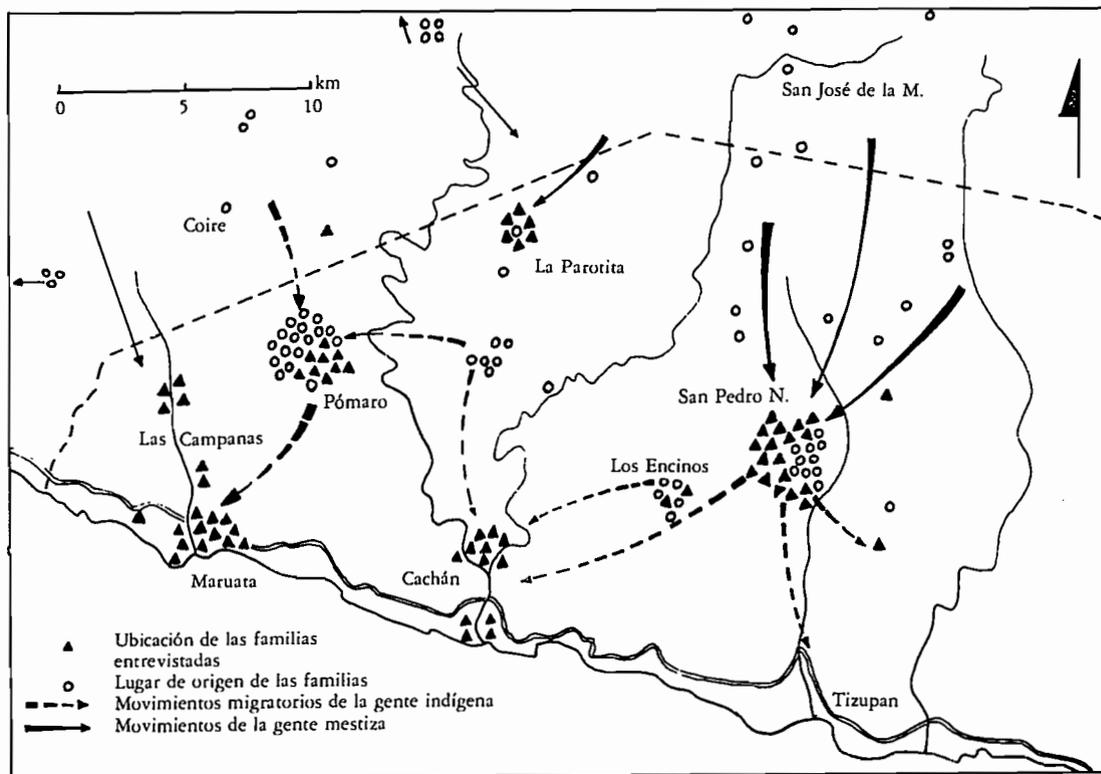 San José de la M.
km
0 5 10
Coire
La Parotita
Pómaro
San Pedro N.
Las Campanas
Los Encinos
Maruata
Cachán
Tizupan
Ubicación de las familias
entrevistadas
Lugar de origen de las familias
Movimientos migratorios de la gente indígena
Movimientos de la gente mestiza